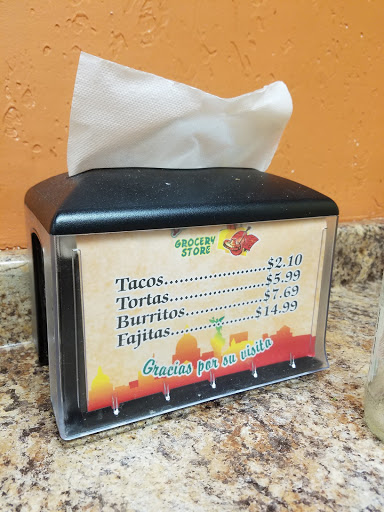 GROCERY
STORE
Tacos.....................$2.10
Tortas....................$5.99
Burritos.................$7.69
Fajitas...................$14.99
Gracias por su visita